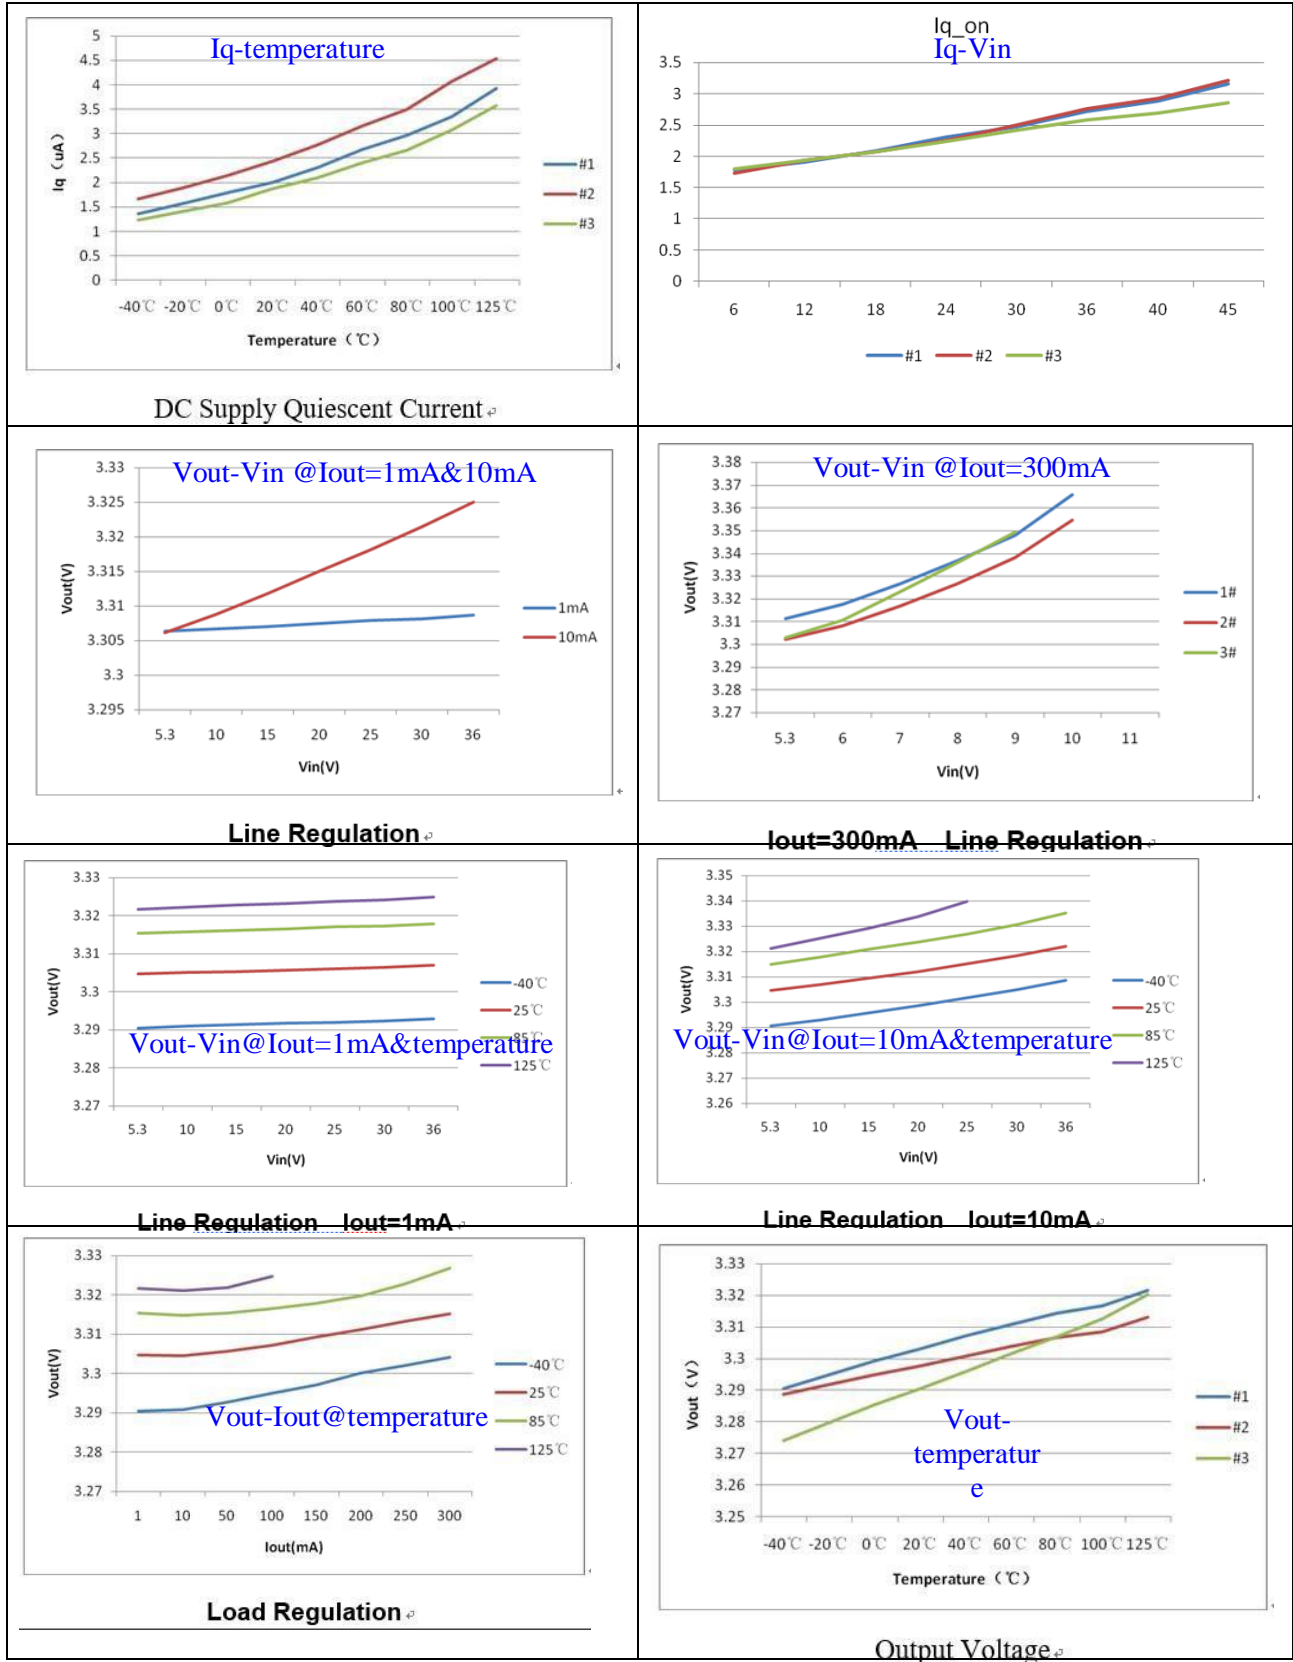 Iq-temperature
5
4.5
4
3.5
3
2.5
2
1.5
1
0.5
0
Iq（uA）
#1
#2
#3
-40℃ -20℃ 0℃ 20℃ 40℃ 60℃ 80℃ 100℃ 125℃
Temperature（℃）
DC Supply Quiescent Current
Iq_on
Iq-Vin
3.5
3
2.5
2
1.5
1
0.5
0
6 12 18 24 30 36 40 45
#1 #2 #3
Vout-Vin @Iout=1mA&10mA
3.33
3.325
3.32
3.315
3.31
3.305
3.3
3.295
Vout(V)
1mA
10mA
5.3 10 15 20 25 30 36
Vin(V)
Line Regulation
Vout-Vin @Iout=300mA
3.38
3.37
3.36
3.35
3.34
3.33
3.32
3.31
3.3
3.29
3.28
3.27
Vout(V)
1#
2#
3#
5.3 6 7 8 9 10 11
Vin(V)
Iout=300mA Line Regulation
3.33
3.32
3.31
3.3
3.29
3.28
3.27
Vout(V)
-40℃
25℃
85℃
125℃
Vout-Vin@Iout=1mA&temperature
5.3 10 15 20 25 30 36
Vin(V)
Line Regulation Iout=1mA
3.35
3.34
3.33
3.32
3.31
3.3
3.29
3.28
3.27
3.26
Vout(V)
-40℃
25℃
85℃
125℃
Vout-Vin@Iout=10mA&temperature
5.3 10 15 20 25 30 36
Vin(V)
Line Regulation Iout=10mA
3.33
3.32
3.31
3.3
3.29
3.28
3.27
Vout(V)
-40℃
25℃
85℃
125℃
Vout-Iout@temperature
1 10 50 100 150 200 250 300
Iout(mA)
Load Regulation
3.33
3.32
3.31
3.3
3.29
3.28
3.27
3.26
3.25
Vout（V）
#1
#2
#3
Vout-
temperatur
e
-40℃ -20℃ 0℃ 20℃ 40℃ 60℃ 80℃ 100℃ 125℃
Temperature（℃）
Output Voltage